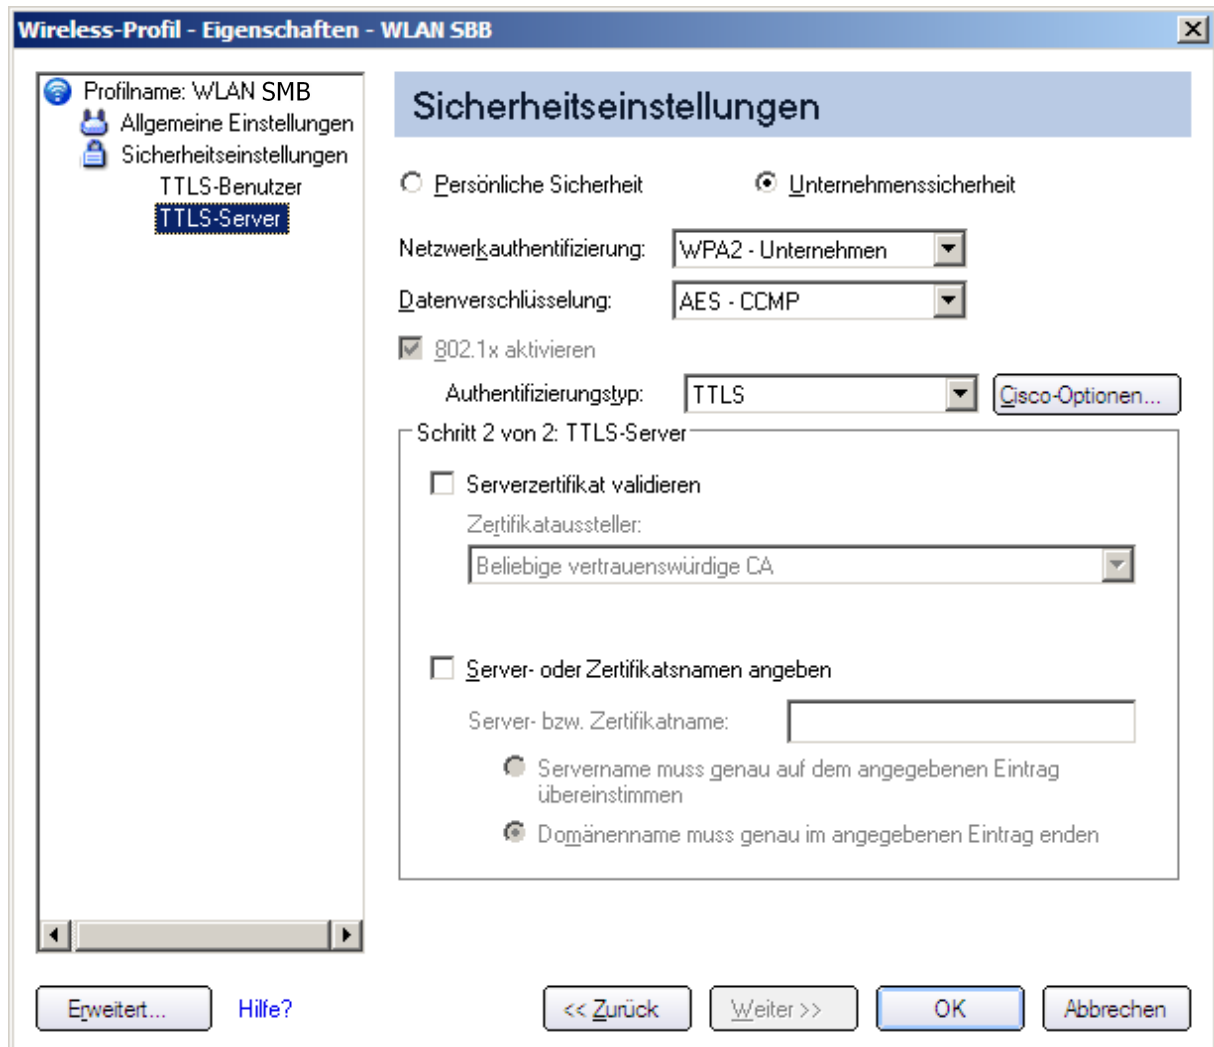 Wireless-Profil - Eigenschaften - WLAN SBB
Profilname: WLAN SMB
Allgemeine Einstellungen
Sicherheitseinstellungen
TTLS-Benutzer
TTLS-Server
Sicherheitseinstellungen
Persönliche Sicherheit Unternehmenssicherheit
Netzwerkauthentifizierung: WPA2 - Unternehmen
Datenverschlüsselung: AES - CCMP
802.1x aktivieren
Authentifizierungstyp: TTLS Cisco-Optionen...
Schritt 2 von 2: TTLS-Server
Serverzertifikat validieren
Zertifikataussteller:
Beliebige vertrauenswürdige CA
Server- oder Zertifikatsnamen angeben
Server- bzw. Zertifikatname:
Servername muss genau auf dem angegebenen Eintrag
übereinstimmen
Domänenname muss genau im angegebenen Eintrag enden
Erweitert... Hilfe? << Zurück Weiter >> OK Abbrechen